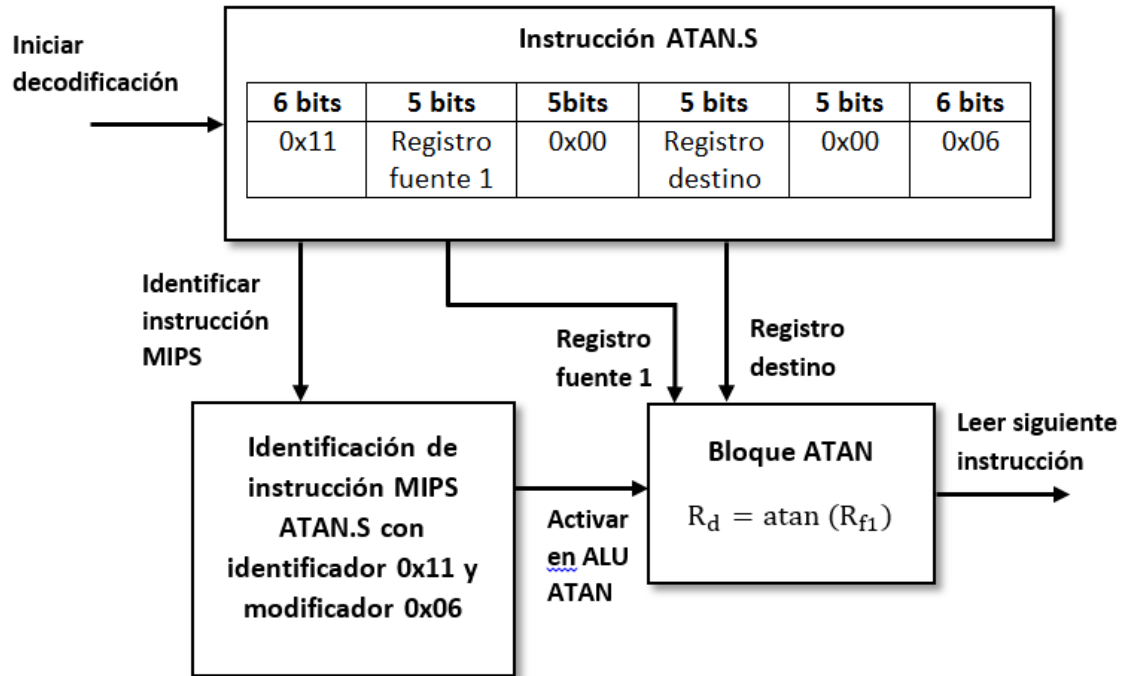 Iniciar
decodificación
Instrucción ATAN.S
6 bits 5 bits 5bits 5 bits 5 bits 6 bits
0x11 Registro 0x00 Registro 0x00 0x06
fuente 1 destino
Identificar
instrucción
MIPS
Registro
fuente 1
Registro
destino
Identificación de
instrucción MIPS
ATAN.S con
identificador 0x11 y
modificador 0x06
Activar
en ALU
ATAN
Bloque ATAN
R_d = atan (R_f1)
Leer siguiente
instrucción